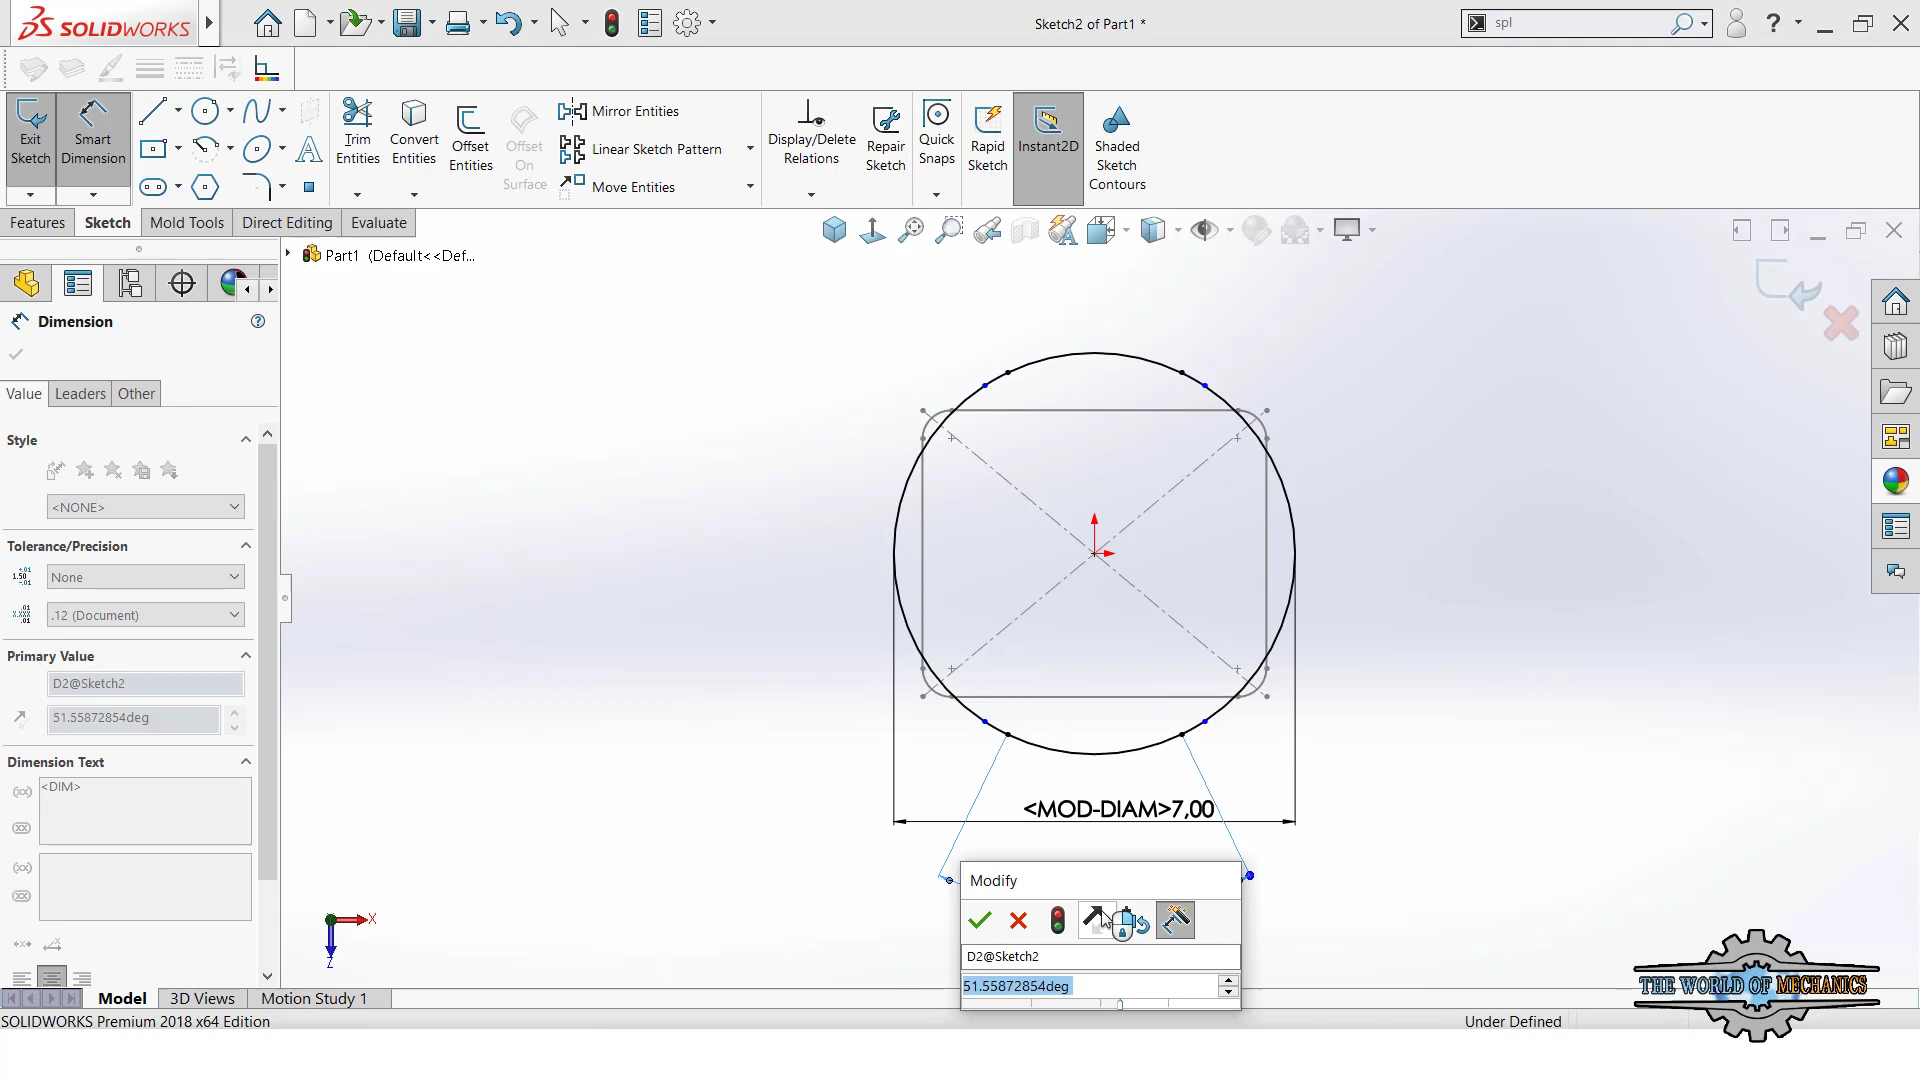 SOLIDWORKS
Sketch2 of Part1 *
spl
Exit Sketch
Smart Dimension
Trim Entities
Convert Entities
Offset Entities
Offset On Surface
Mirror Entities
Linear Sketch Pattern
Move Entities
Display/Delete Relations
Repair Sketch
Quick Snaps
Rapid Sketch
Instant2D
Shaded Sketch Contours
Features
Sketch
Mold Tools
Direct Editing
Evaluate
Part1 (Default<<Def...
Dimension
Value
Leaders
Other
Style
<NONE>
Tolerance/Precision
None
.12 (Document)
Primary Value
D2@Sketch2
51.55872854deg
Dimension Text
<DIM>
<MOD-DIAM>7,00
Modify
D2@Sketch2
51.55872854deg
X
Z
Model
3D Views
Motion Study 1
SOLIDWORKS Premium 2018 x64 Edition
Under Defined
THE WORLD OF MECHANICS